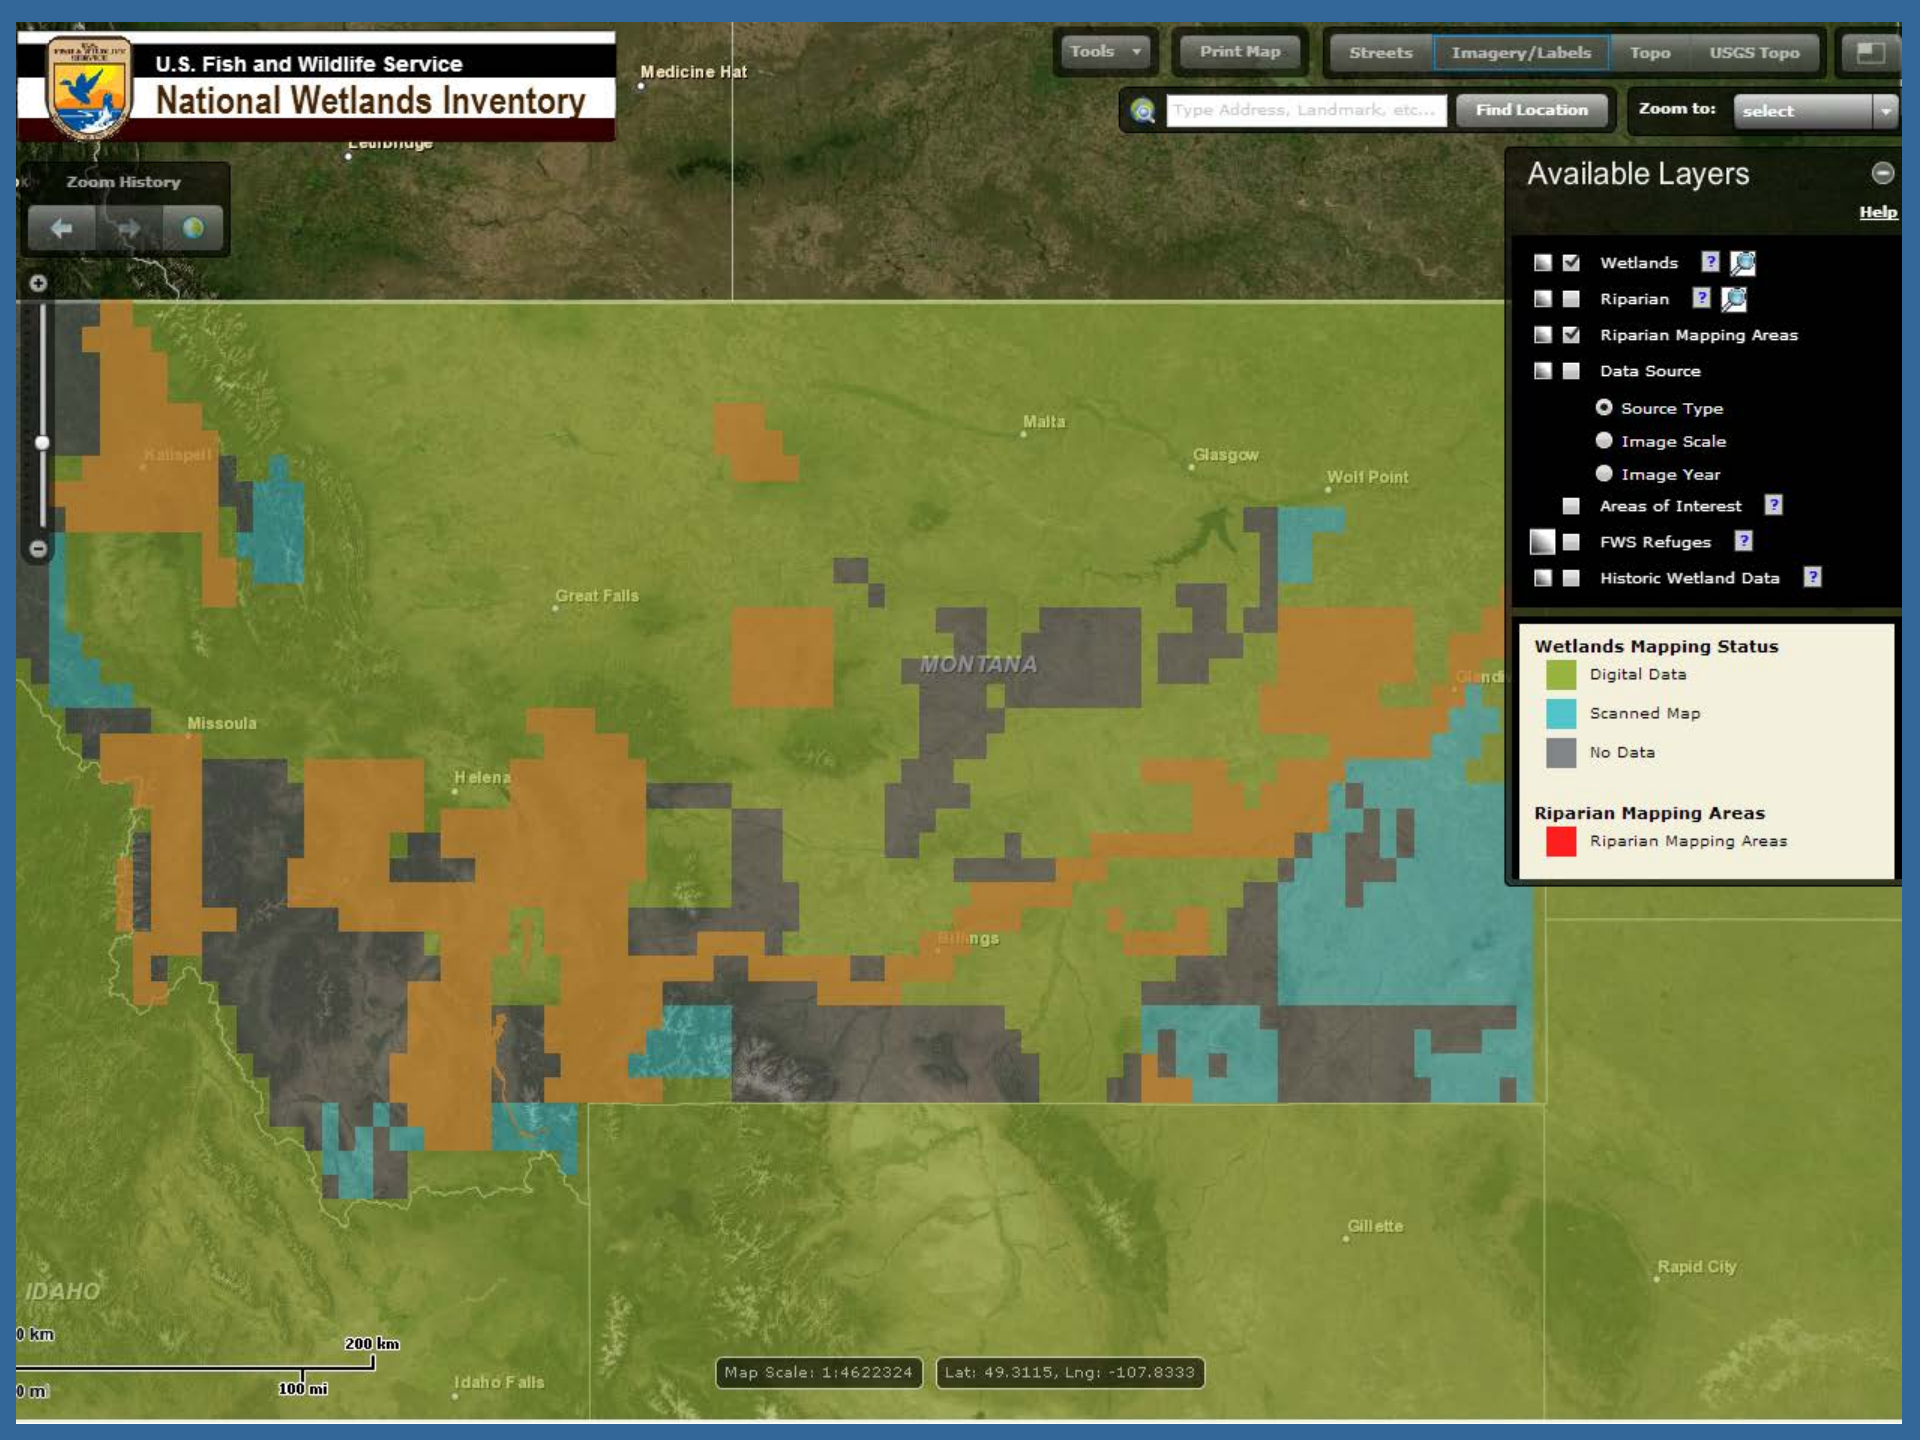 FISH & WILDLIFE
SERVICE
U.S. Fish and Wildlife Service
National Wetlands Inventory
Medicine Hat
Tools
Print Map
Streets
Imagery/Labels
Topo
USGS Topo
Type Address, Landmark, etc...
Find Location
Zoom to:
select
Lethbridge
Zoom History
Available Layers
Help
Wetlands ?
Riparian ?
Riparian Mapping Areas
Data Source
Source Type
Image Scale
Image Year
Areas of Interest ?
FWS Refuges ?
Historic Wetland Data ?
Wetlands Mapping Status
Digital Data
Scanned Map
No Data
Riparian Mapping Areas
Riparian Mapping Areas
Malta
Kalispell
Glasgow
Wolf Point
Great Falls
MONTANA
Glendi
Missoula
Helena
Billings
Gillette
Rapid City
IDAHO
0 km
200 km
0 mi
100 mi
Idaho Falls
Map Scale: 1:4622324
Lat: 49.3115, Lng: -107.8333